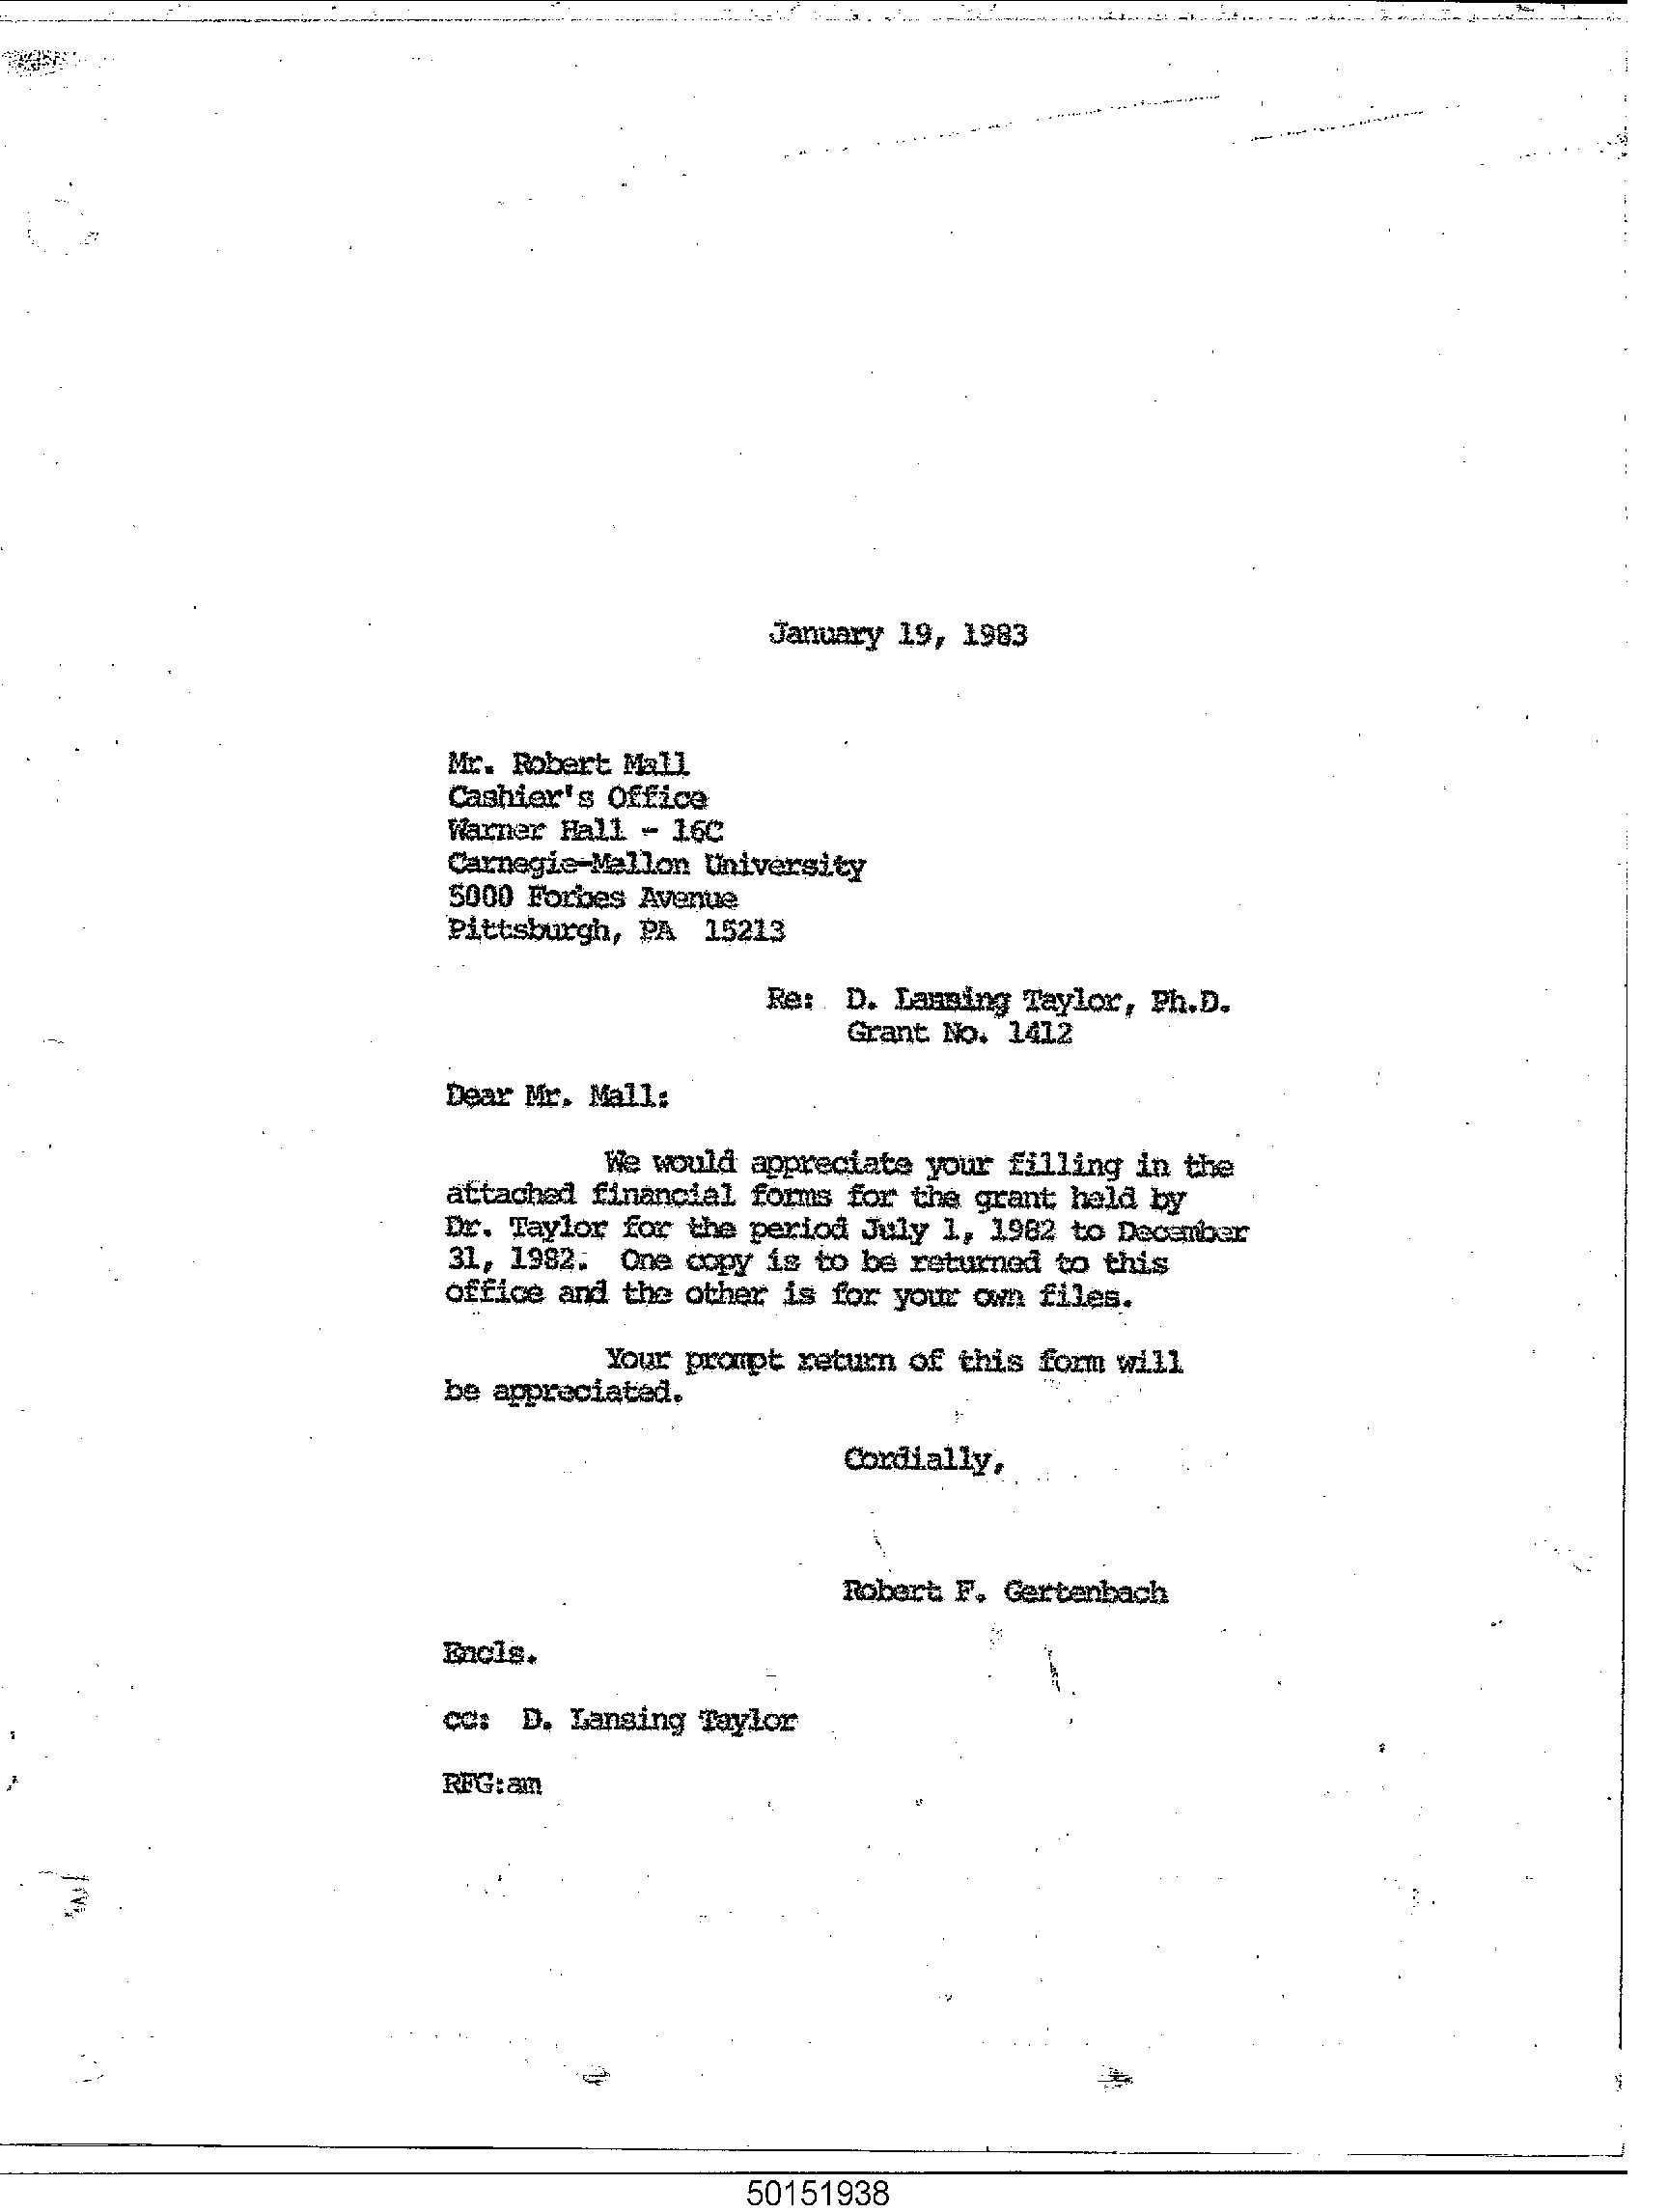 January 19, 1983
Mr. Robert Mall
Cashier's Office
Warner Hall - 16C
Carnegie-Mallon University
5000 Forbes Avenue
Pittsburgh, PA 15213
Re: D. Lansing Taylor, Ph.D.
Grant No. 1412
Dear Mr. Mall:
We would appreciate your filling in the
attached financial forms for the grant held by
Dr. Taylor for the period July 1, 1982 to December
31, 1982. One copy is to be returned to this
office and the other is for your own files.
Your prompt return of this form will
be appreciated.
Cordially,
Robert F. Gertenbach
Encls.
cc: D. Lansing Taylor
RFG:am
50151938